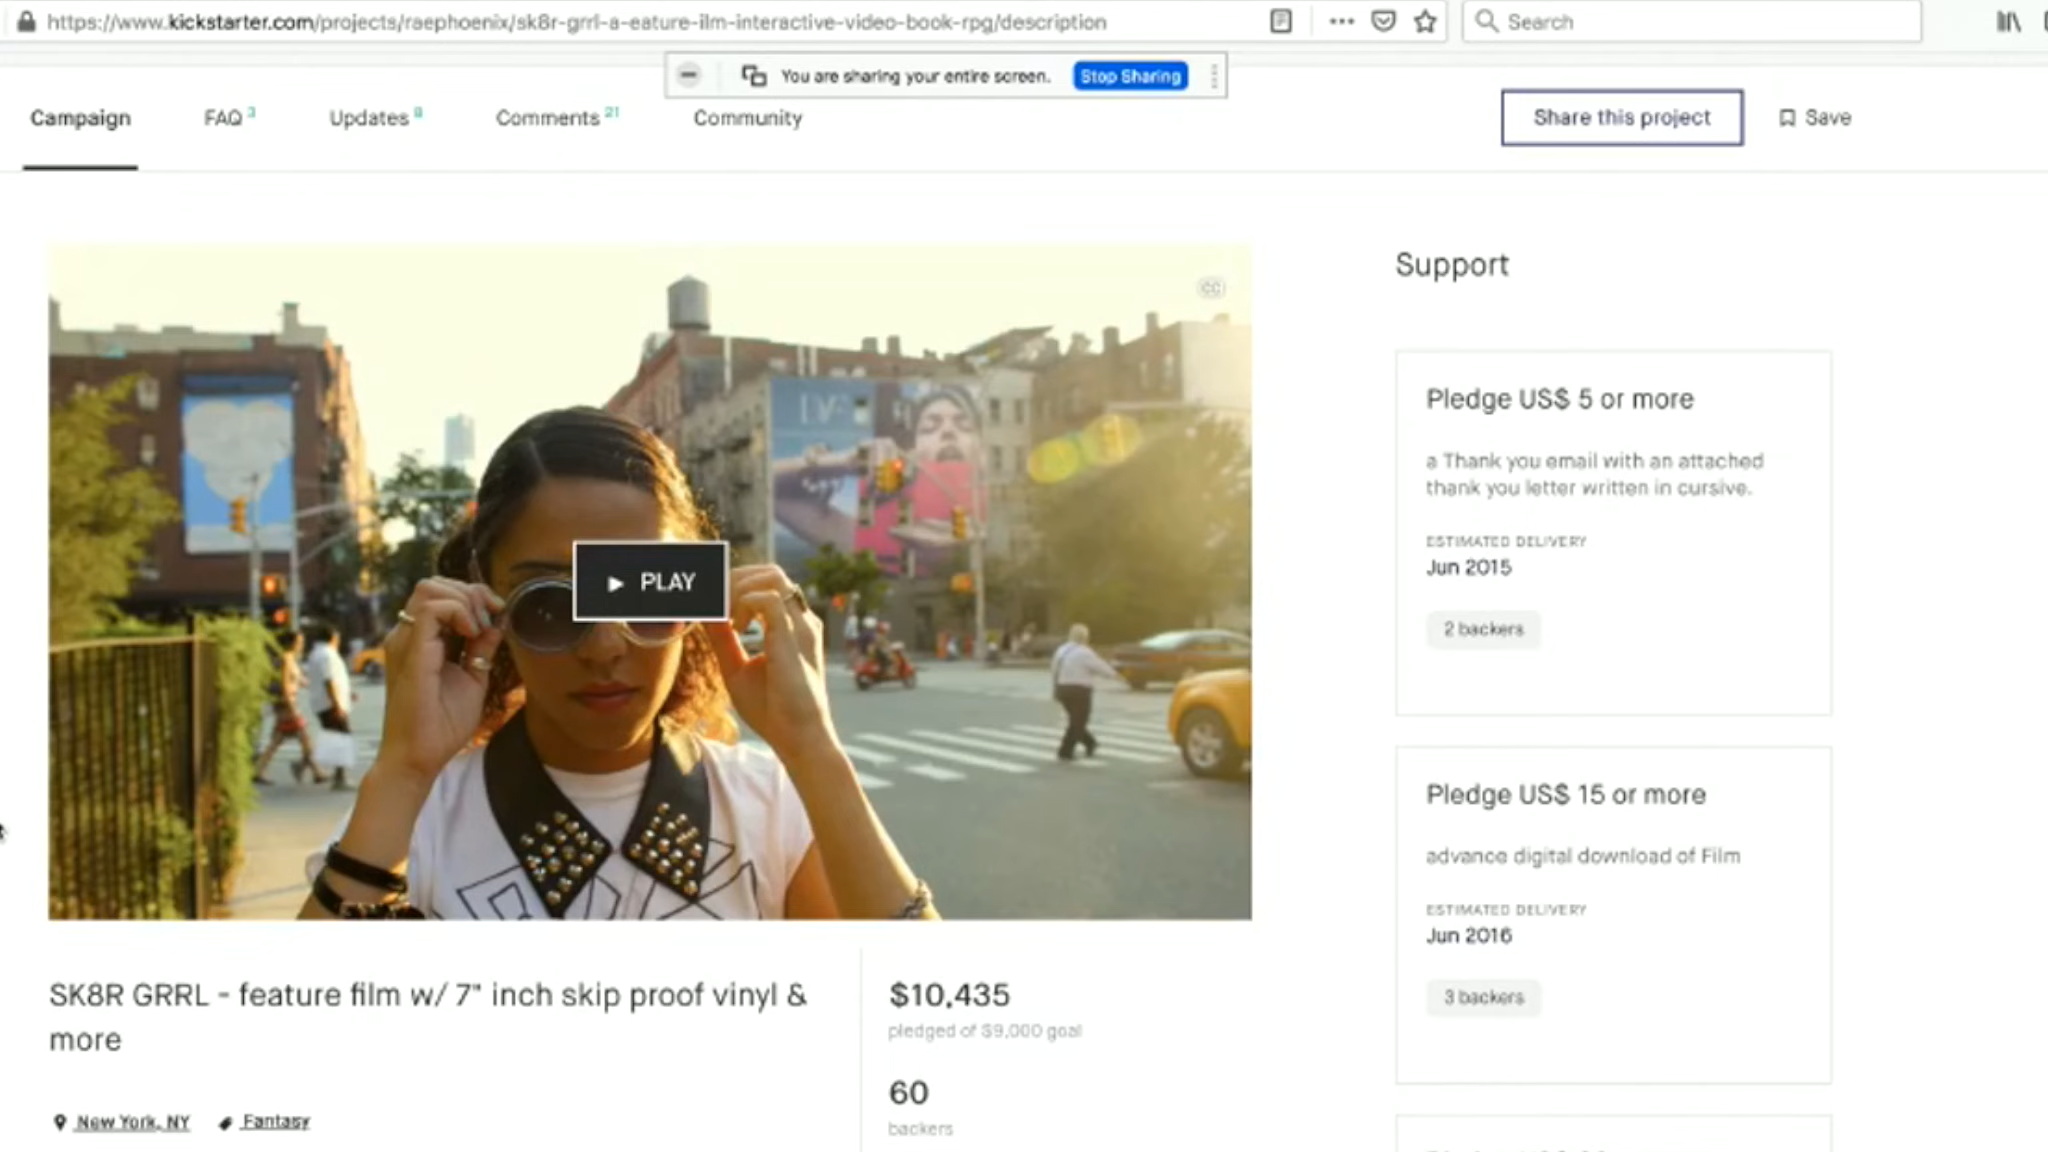 https://www.kickstarter.com/projects/raephoenix/sk8r-grrl-a-eature-ilm-interactive-video-book-rpg/description
Search
You are sharing your entire screen.
Stop Sharing
Campaign
FAQ 3
Updates 8
Comments 21
Community
Share this project
Save
CC
Support
PLAY
Pledge US$ 5 or more
a Thank you email with an attached
thank you letter written in cursive.
ESTIMATED DELIVERY
Jun 2015
2 backers
Pledge US$ 15 or more
advance digital download of Film
ESTIMATED DELIVERY
Jun 2016
3 backers
SK8R GRRL - feature film w/ 7" inch skip proof vinyl &
more
New York, NY
Fantasy
$10,435
pledged of $9,000 goal
60
backers